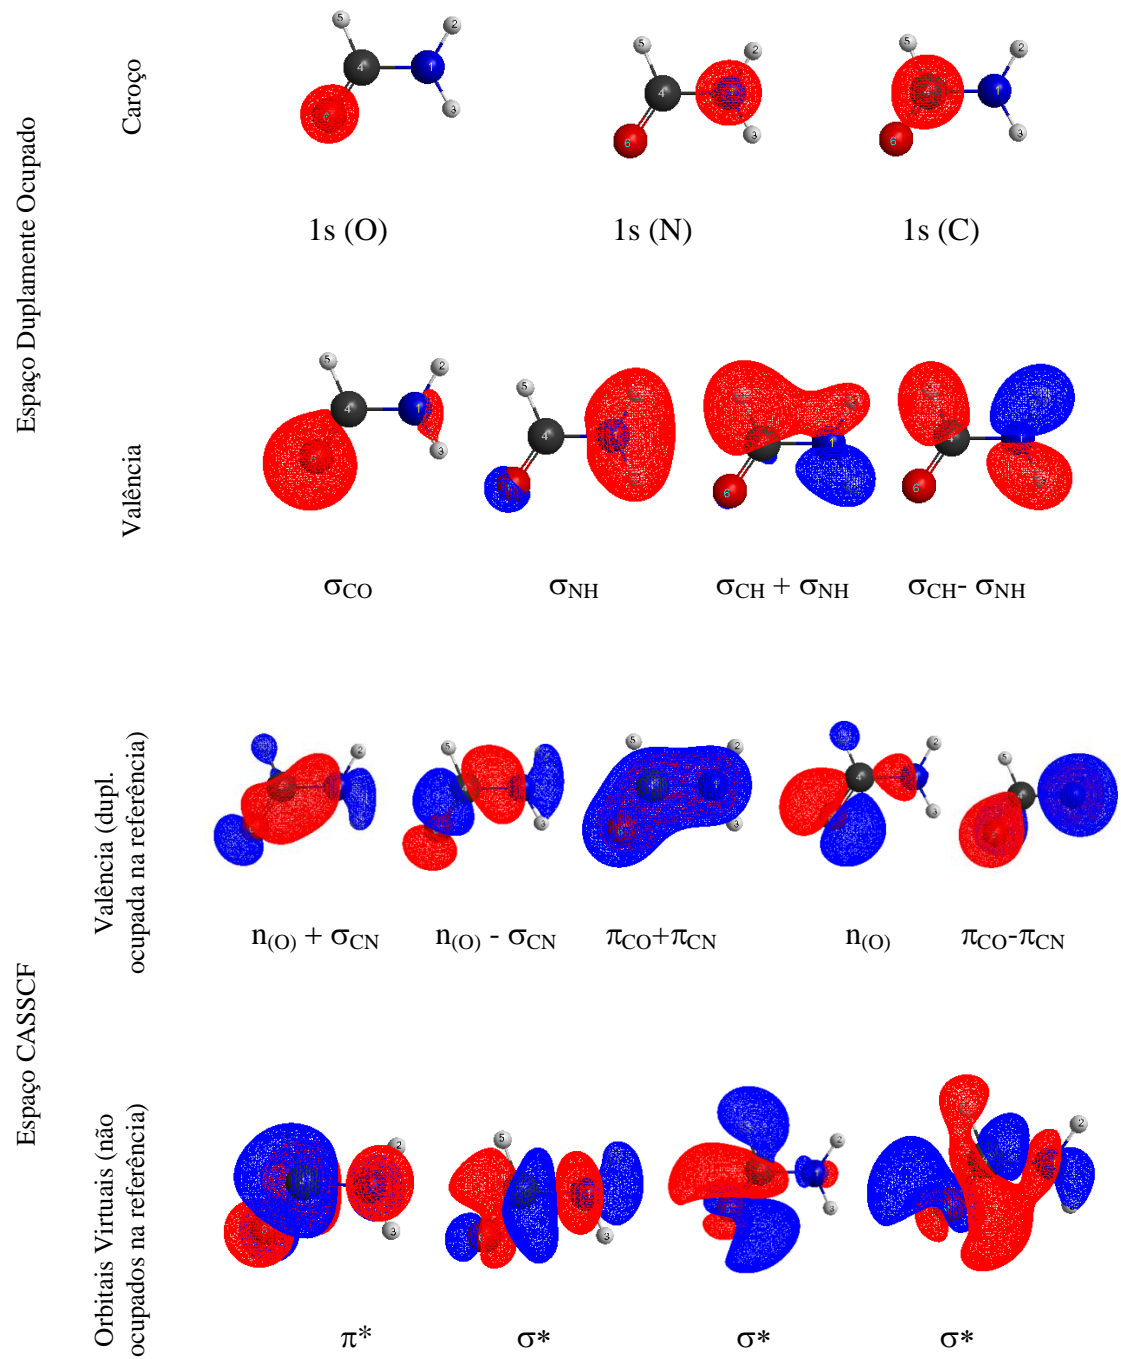 Espaço Duplamente Ocupado
Caroço
1s (O)
1s (N)
1s (C)
Valência
σCO
σNH
σCH + σNH
σCH- σNH
Espaço CASSCF
Valência (dupl.
ocupada na referência)
n(O) + σCN
n(O) - σCN
πCO+πCN
n(O)
πCO-πCN
Orbitais Virtuais (não
ocupados na referência)
π*
σ*
σ*
σ*